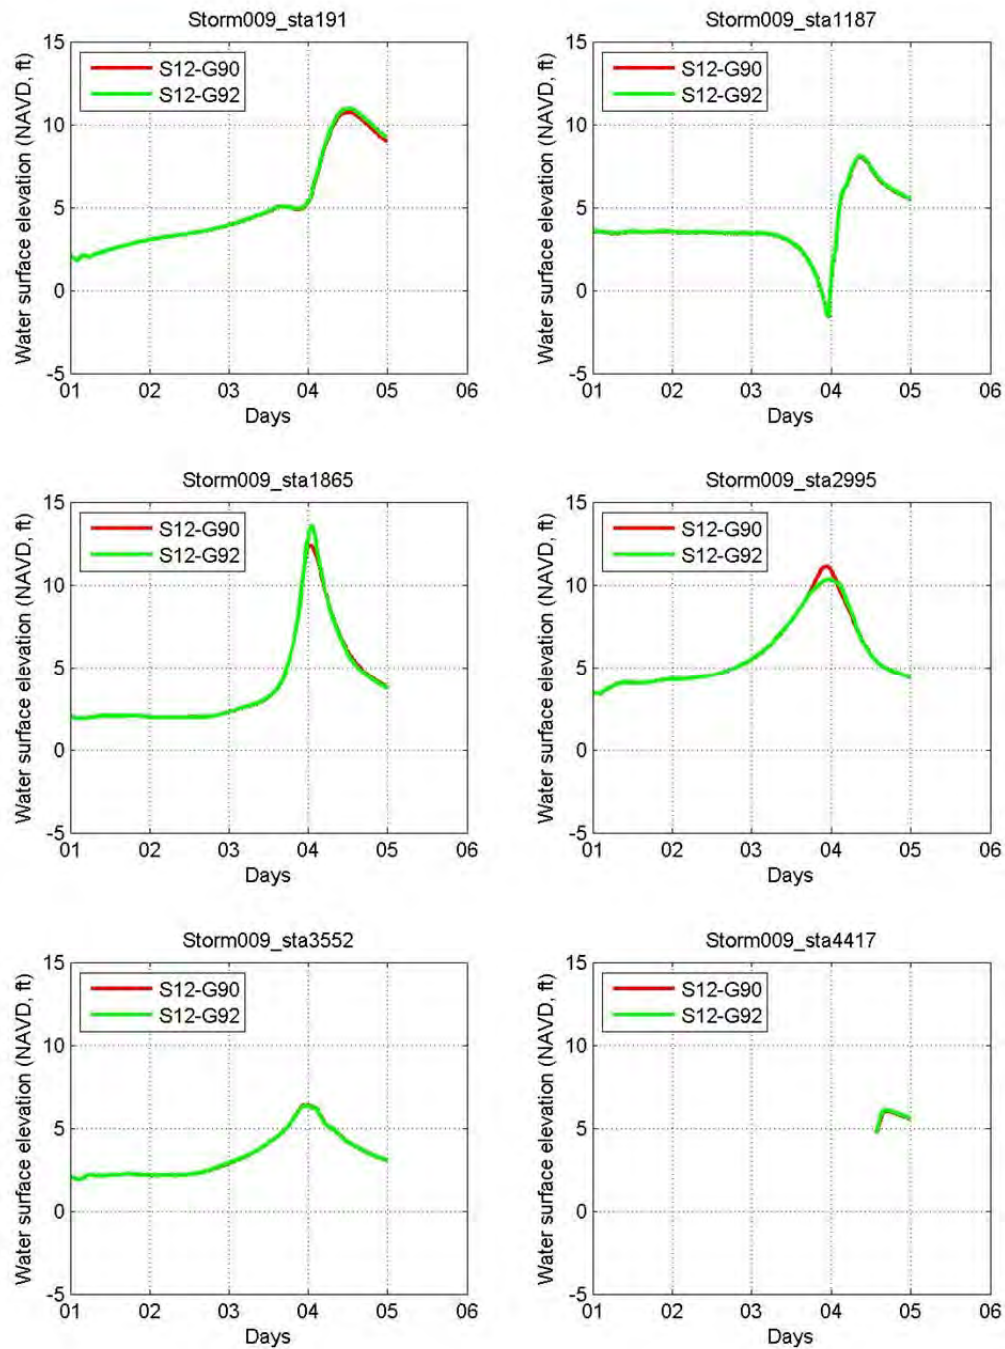 Storm009_sta191
Water surface elevation (NAVD, ft)
15
10
5
0
-5
S12-G90
S12-G92
01 02 03 04 05 06
Days
Storm009_sta1187
Water surface elevation (NAVD, ft)
15
10
5
0
-5
S12-G90
S12-G92
01 02 03 04 05 06
Days
Storm009_sta1865
Water surface elevation (NAVD, ft)
15
10
5
0
-5
S12-G90
S12-G92
01 02 03 04 05 06
Days
Storm009_sta2995
Water surface elevation (NAVD, ft)
15
10
5
0
-5
S12-G90
S12-G92
01 02 03 04 05 06
Days
Storm009_sta3552
Water surface elevation (NAVD, ft)
15
10
5
0
-5
S12-G90
S12-G92
01 02 03 04 05 06
Days
Storm009_sta4417
Water surface elevation (NAVD, ft)
15
10
5
0
-5
S12-G90
S12-G92
01 02 03 04 05 06
Days